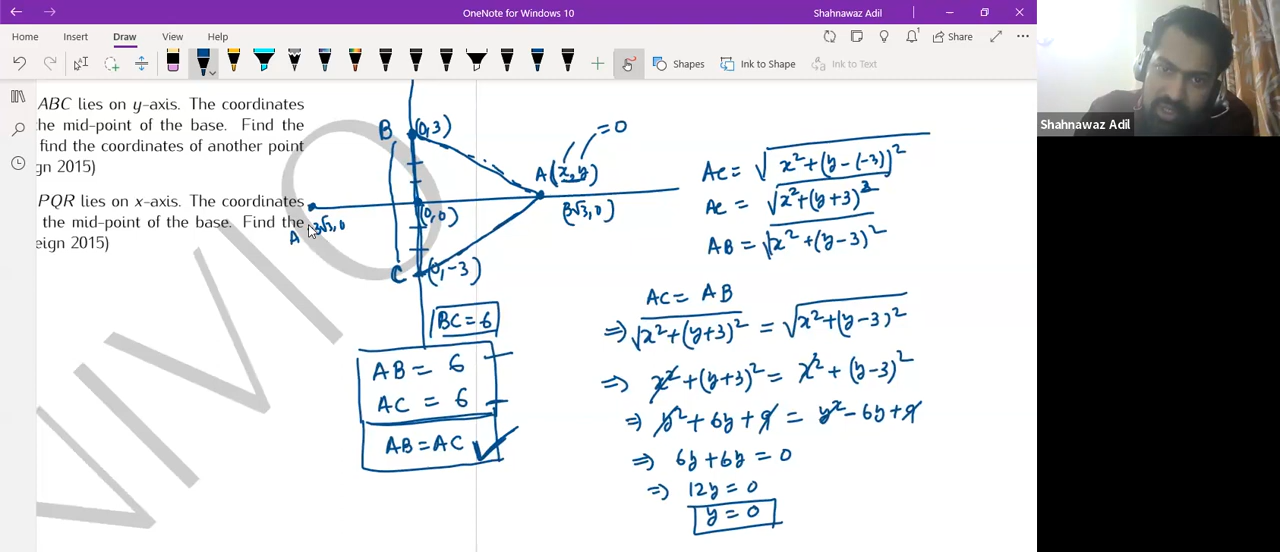 OneNote for Windows 10
Shahnawaz Adil
Home Insert Draw View Help
Share
Shapes
Ink to Shape
Ink to Text
Shahnawaz Adil
ABC lies on y-axis. The coordinates
he mid-point of the base. Find the
find the coordinates of another point
gn 2015)
PQR lies on x-axis. The coordinates
the mid-point of the base. Find the
eign 2015)
B (0,3)
= 0
A (x, y)
(3√3, 0)
(0,0)
A 3√3, 0
C (0, -3)
BC = 6
AB = 6
AC = 6
AB = AC
AC = √x² + (y - (-3))²
AC = √x² + (y + 3)²
AB = √x² + (y - 3)²
AC = AB
⇒ √x² + (y + 3)² = √x² + (y - 3)²
⇒ x² + (y + 3)² = x² + (y - 3)²
⇒ y² + 6y + 9 = y² - 6y + 9
⇒ 6y + 6y = 0
⇒ 12y = 0
y = 0